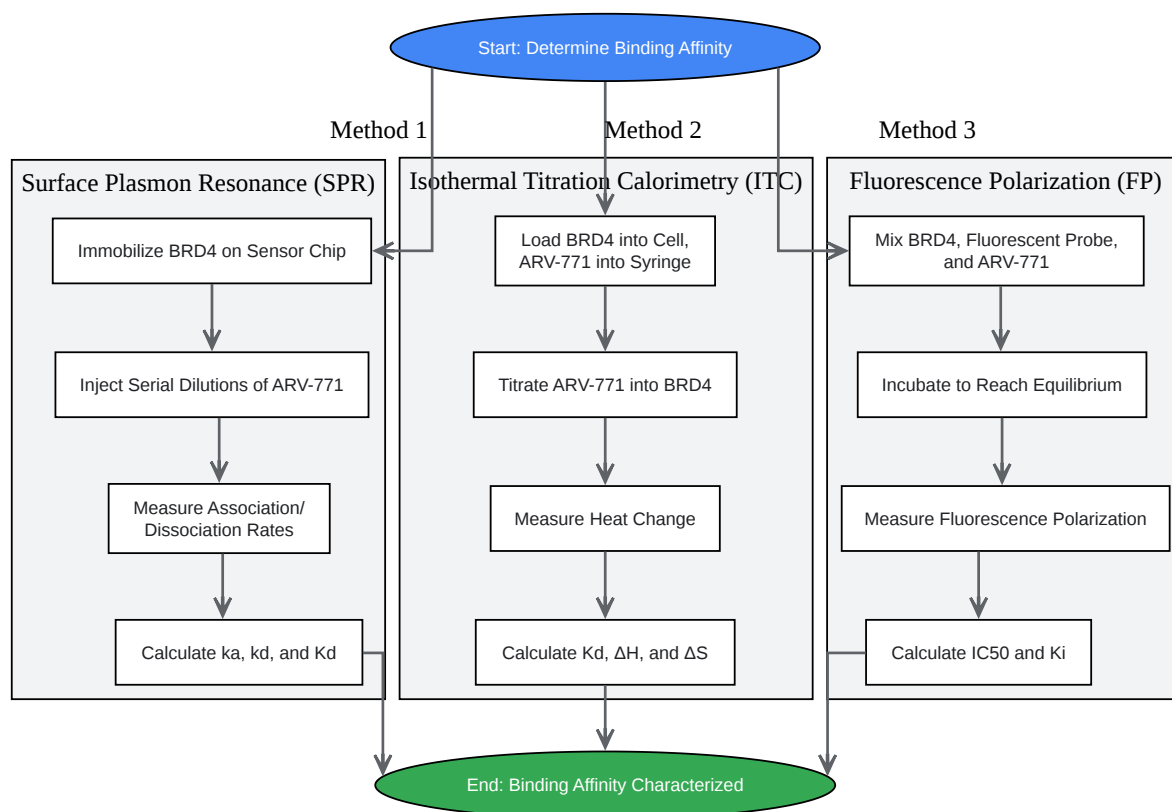 Start: Determine Binding Affinity
Method 1
Method 2
Method 3
Surface Plasmon Resonance (SPR)
Immobilize BRD4 on Sensor Chip
Inject Serial Dilutions of ARV-771
Measure Association/
Dissociation Rates
Calculate ka, kd, and Kd
Isothermal Titration Calorimetry (ITC)
Load BRD4 into Cell,
ARV-771 into Syringe
Titrate ARV-771 into BRD4
Measure Heat Change
Calculate Kd, ΔH, and ΔS
Fluorescence Polarization (FP)
Mix BRD4, Fluorescent Probe,
and ARV-771
Incubate to Reach Equilibrium
Measure Fluorescence Polarization
Calculate IC50 and Ki
End: Binding Affinity Characterized